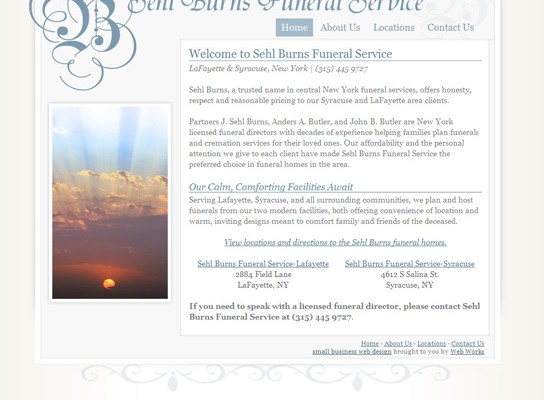 Sehl Burns Funeral Service
Home About Us Locations Contact Us
Welcome to Sehl Burns Funeral Service
LaFayette & Syracuse, New York | (315) 445 9727
Sehl Burns, a trusted name in central New York funeral services, offers honesty,
respect and reasonable pricing to our Syracuse and LaFayette area clients.
Partners J. Sehl Burns, Anders A. Butler, and John B. Butler are New York
licensed funeral directors with decades of experience helping families plan funerals
and cremation services for their loved ones. Our affordability and the personal
attention we give to each client have made Sehl Burns Funeral Service the
preferred choice in funeral homes in the area.
Our Calm, Comforting Facilities Await
Serving Lafayette, Syracuse, and all surrounding communities, we plan and host
funerals from our two modern facilities, both offering convenience of location and
warm, inviting designs meant to comfort family and friends of the deceased.
View locations and directions to the Sehl Burns funeral homes.
Sehl Burns Funeral Service-Lafayette
2884 Field Lane
LaFayette, NY
Sehl Burns Funeral Service-Syracuse
4612 S Salina St.
Syracuse, NY
If you need to speak with a licensed funeral director, please contact Sehl
Burns Funeral Service at (315) 445 9727.
Home - About Us - Locations - Contact Us
small business web design brought to you by Web Works